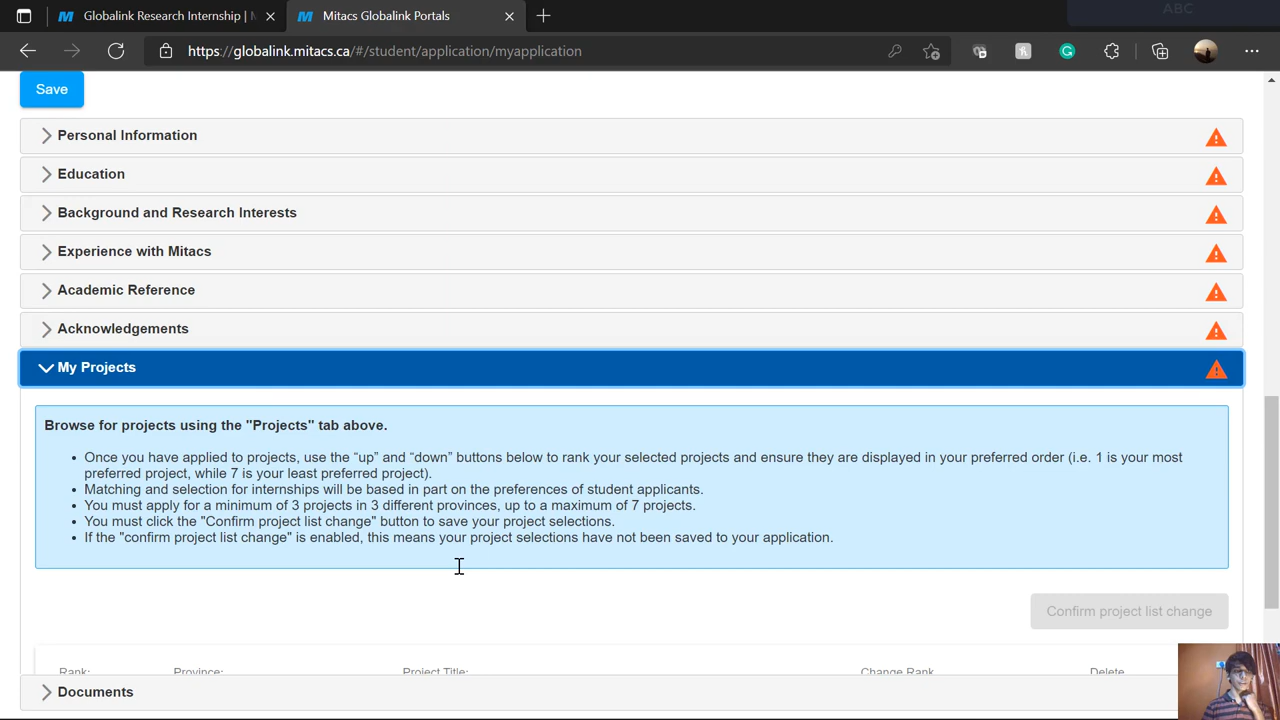 ABC
Globalink Research Internship | M
Mitacs Globalink Portals
https://globalink.mitacs.ca/#/student/application/myapplication
Save
Personal Information
Education
Background and Research Interests
Experience with Mitacs
Academic Reference
Acknowledgements
My Projects
Browse for projects using the "Projects" tab above.
• Once you have applied to projects, use the “up” and “down” buttons below to rank your selected projects and ensure they are displayed in your preferred order (i.e. 1 is your most
preferred project, while 7 is your least preferred project).
• Matching and selection for internships will be based in part on the preferences of student applicants.
• You must apply for a minimum of 3 projects in 3 different provinces, up to a maximum of 7 projects.
• You must click the "Confirm project list change" button to save your project selections.
• If the "confirm project list change" is enabled, this means your project selections have not been saved to your application.
Confirm project list change
Rank: Province: Project Title: Change Rank Delete
Documents